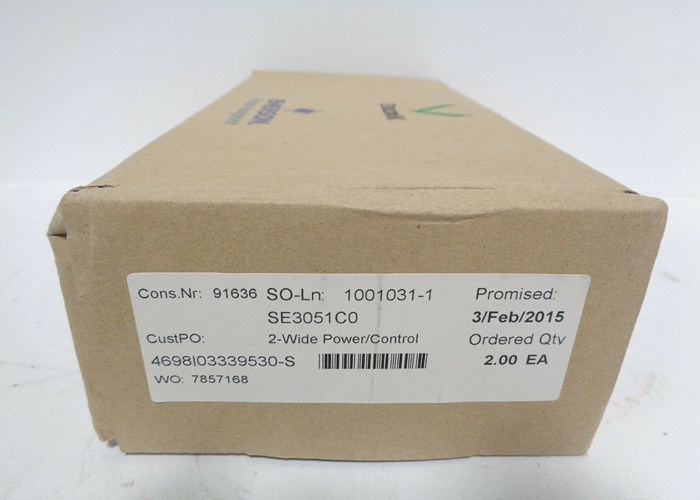 EMERSON
Cons.Nr: 91636 SO-Ln: 1001031-1 Promised:
SE3051C0 3/Feb/2015
CustPO: 2-Wide Power/Control Ordered Qty
4698I03339530-S 2.00 EA
WO: 7857168